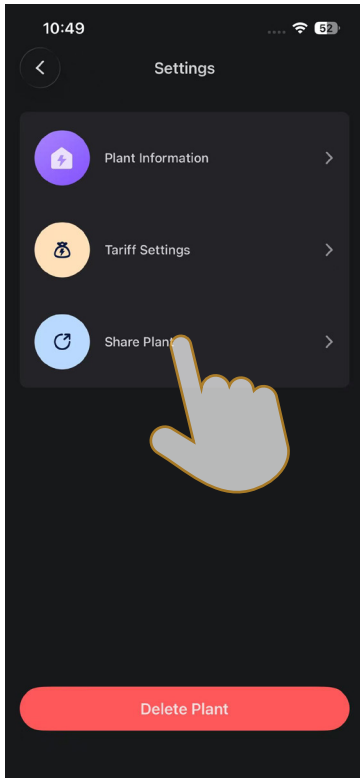 10:49
52
Settings
Plant Information
Tariff Settings
Share Plant
Delete Plant